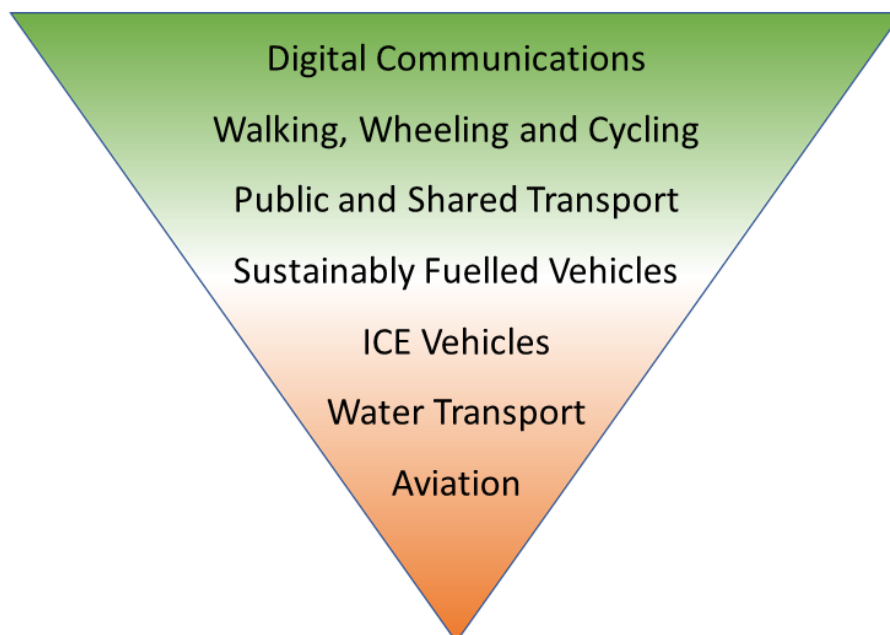 Digital Communications
Walking, Wheeling and Cycling
Public and Shared Transport
Sustainably Fuelled Vehicles
ICE Vehicles
Water Transport
Aviation